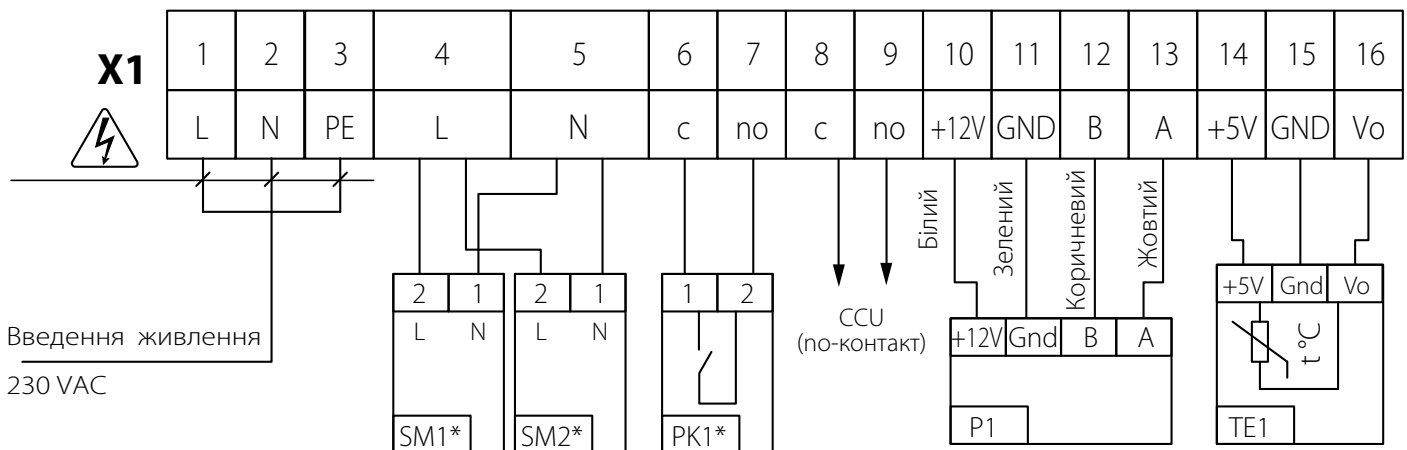 X1
1 2 3 4 5 6 7 8 9 10 11 12 13 14 15 16
L N PE L N c no c no +12V GND B A +5V GND Vo
Білий
Зелений
Коричневий
Жовтий
2 1 2 1 1 2
+5V Gnd Vo
L N L N
CCU
(no-контакт)
+12V Gnd B A
t °C
Введення живлення
230 VAC
SM1* SM2* PK1* P1 TE1